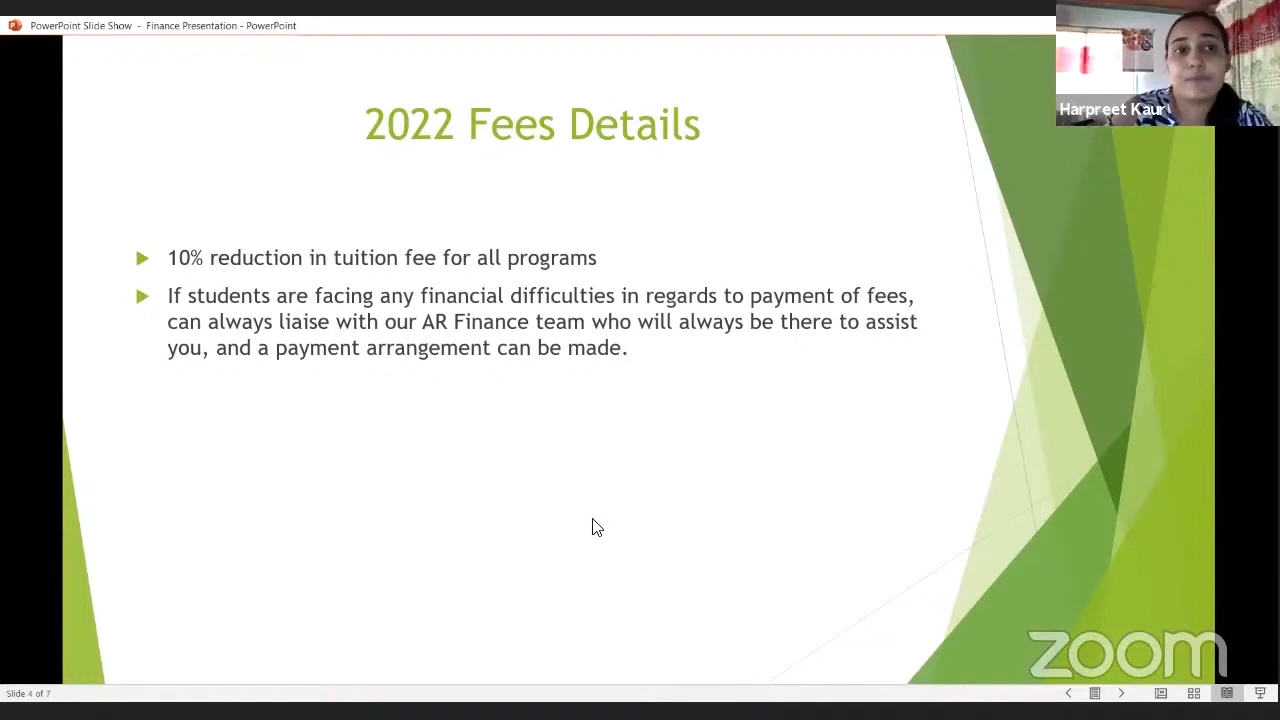 PowerPoint Slide Show - Finance Presentation - PowerPoint
Harpreet Kaur
2022 Fees Details
10% reduction in tuition fee for all programs
If students are facing any financial difficulties in regards to payment of fees,
can always liaise with our AR Finance team who will always be there to assist
you, and a payment arrangement can be made.
zoom
Slide 4 of 7